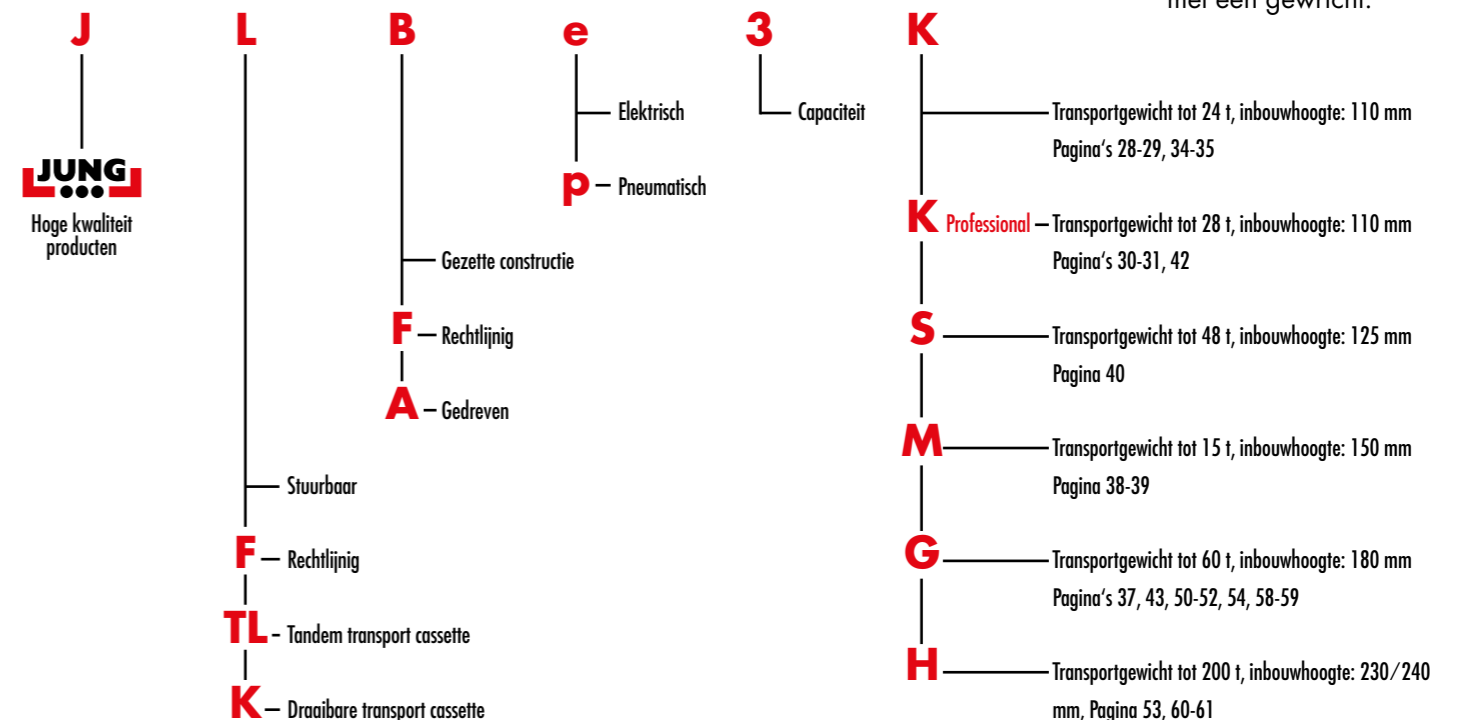 met een gewricht.
J L B e 3 K
Elektrisch
Capaciteit
Transportgewicht tot 24 t, inbouwhoogte: 110 mm
Pagina‘s 28-29, 34-35
JUNG
Hoge kwaliteit
producten
p Pneumatisch
K Professional Transportgewicht tot 28 t, inbouwhoogte: 110 mm
Pagina‘s 30-31, 42
Gezette constructie
F Rechtlijnig
S Transportgewicht tot 48 t, inbouwhoogte: 125 mm
Pagina 40
A Gedreven
M Transportgewicht tot 15 t, inbouwhoogte: 150 mm
Pagina 38-39
Stuurbaar
F Rechtlijnig
G Transportgewicht tot 60 t, inbouwhoogte: 180 mm
Pagina‘s 37, 43, 50-52, 54, 58-59
TL Tandem transport cassette
H Transportgewicht tot 200 t, inbouwhoogte: 230/240
mm, Pagina 53, 60-61
K Draaibare transport cassette